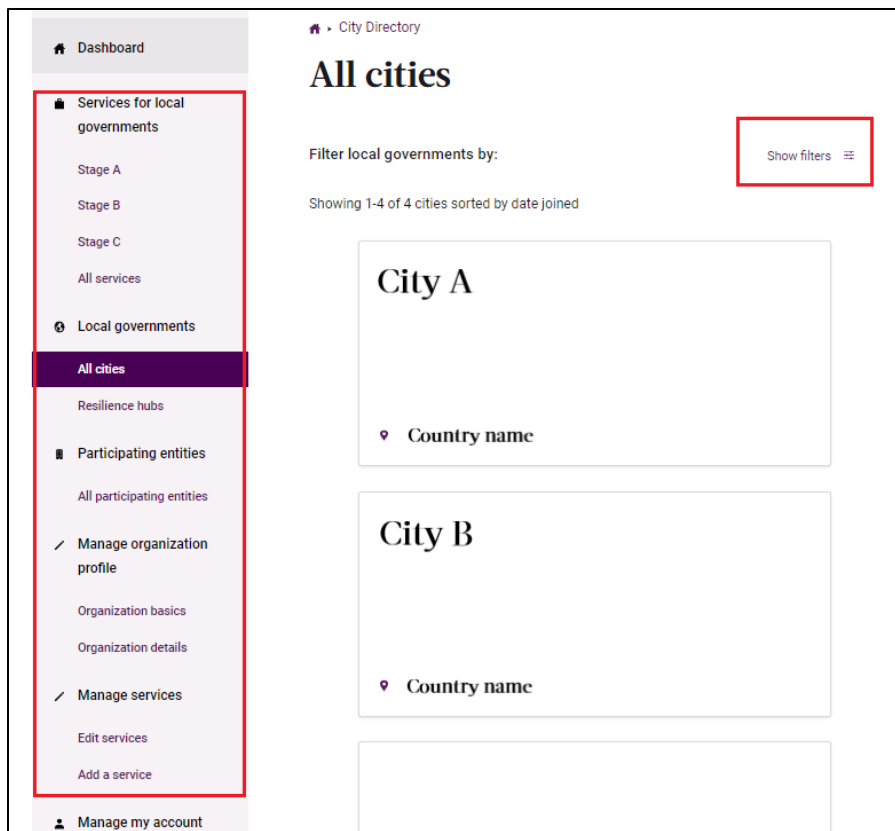 Dashboard
Services for local
governments
Stage A
Stage B
Stage C
All services
Local governments
All cities
Resilience hubs
Participating entities
All participating entities
Manage organization
profile
Organization basics
Organization details
Manage services
Edit services
Add a service
Manage my account
City Directory
All cities
Filter local governments by:
Show filters
Showing 1-4 of 4 cities sorted by date joined
City A
Country name
City B
Country name